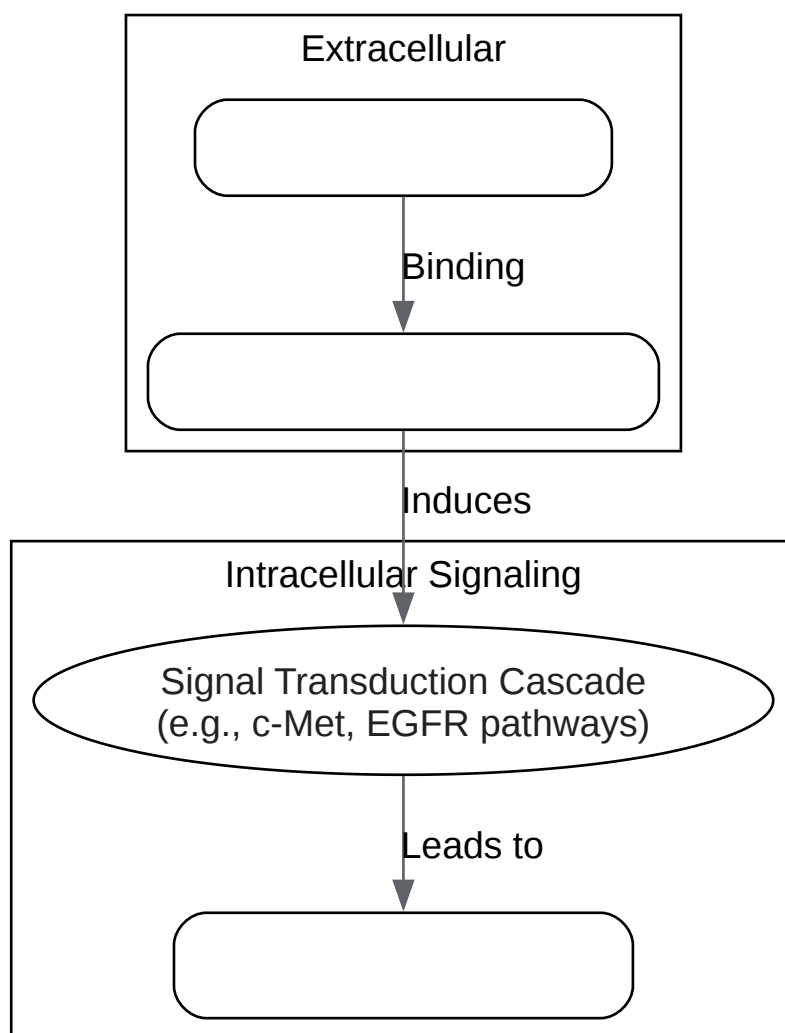 Extracellular
Binding
Induces
Intracellular Signaling
Signal Transduction Cascade
(e.g., c-Met, EGFR pathways)
Leads to